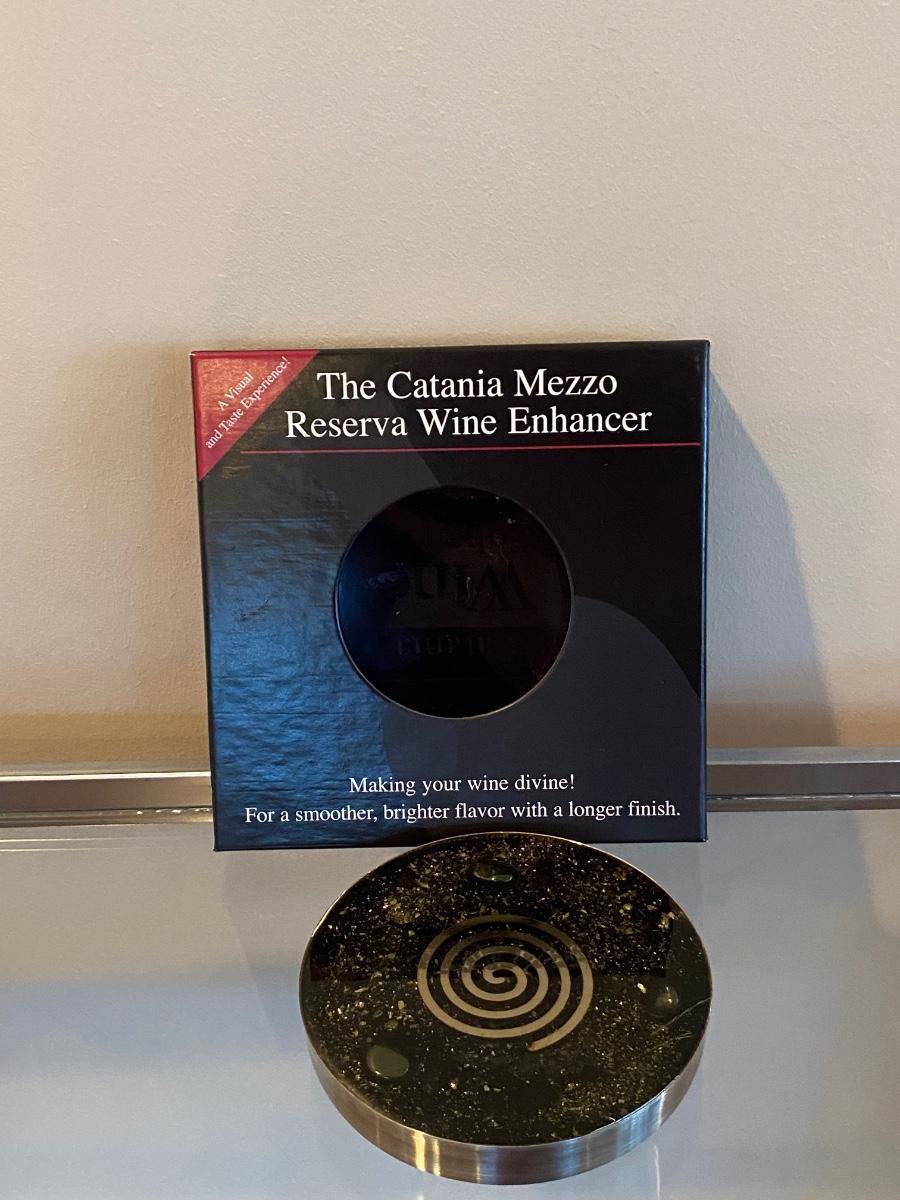 A Visual
and Taste Experience!
The Catania Mezzo
Reserva Wine Enhancer
Making your wine divine!
For a smoother, brighter flavor with a longer finish.